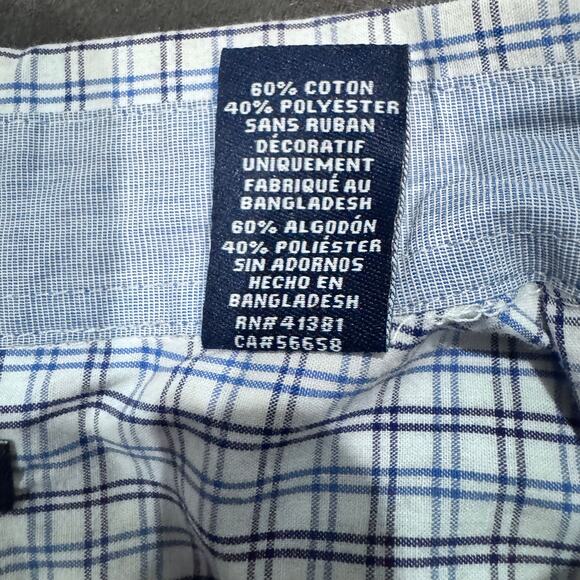 60% COTON
40% POLYESTER
SANS RUBAN
DÉCORATIF
UNIQUEMENT
FABRIQUÉ AU
BANGLADESH
60% ALGODÓN
40% POLIÉSTER
SIN ADORNOS
HECHO EN
BANGLADESH
RN# 41381
CA#56658